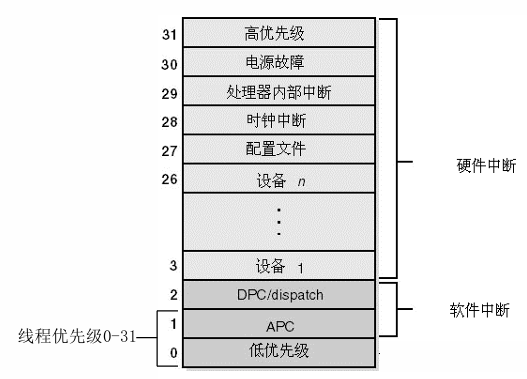 31 高优先级
30 电源故障
29 处理器内部中断
28 时钟中断
27 配置文件
26 设备 n
硬件中断
3 设备 1
2 DPC/dispatch
软件中断
1 APC
线程优先级0-31
0 低优先级